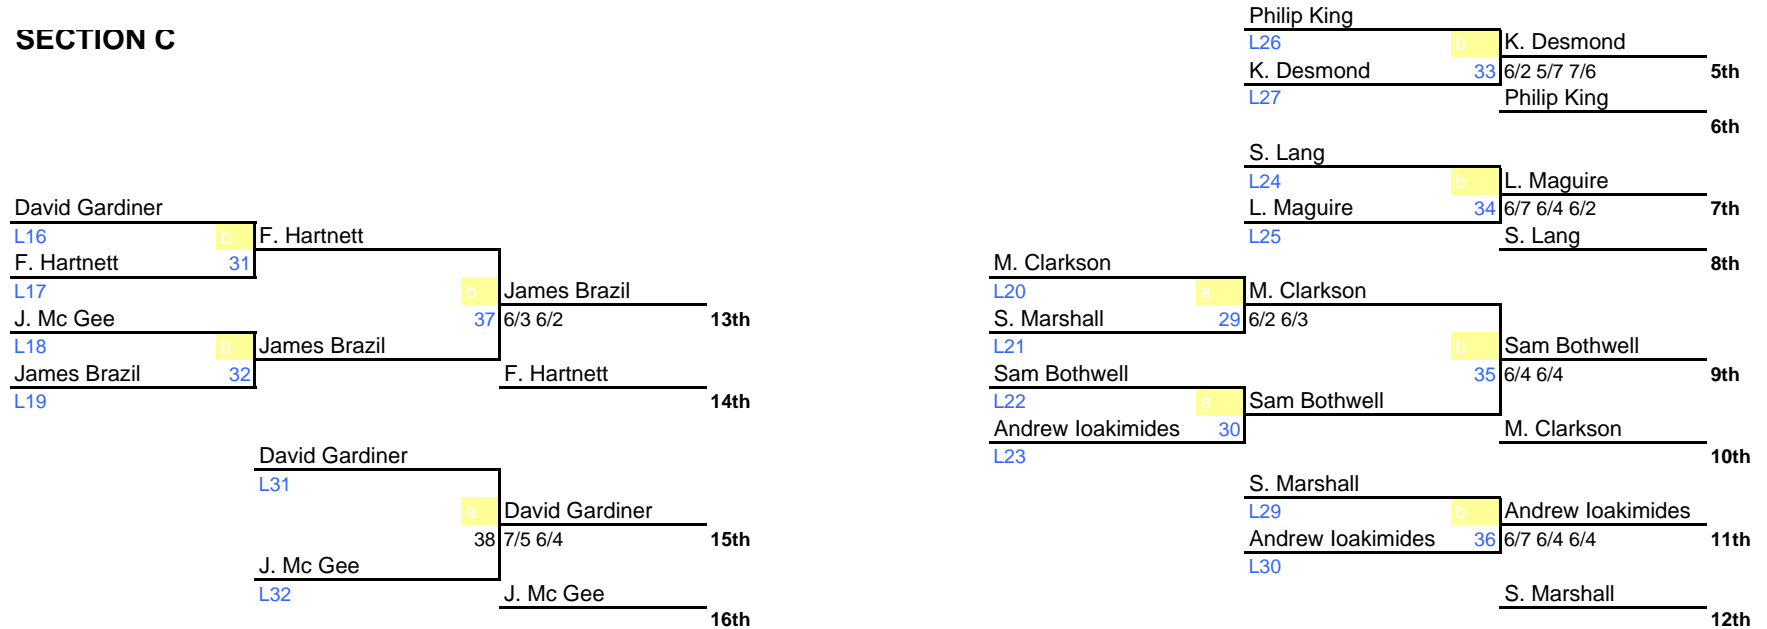 SECTION C
David Gardiner
L16 b F. Hartnett
F. Hartnett 31
L17 b James Brazil
J. Mc Gee 37 6/3 6/2 13th
L18 b James Brazil
James Brazil 32 F. Hartnett
L19 14th
David Gardiner
L31
a David Gardiner
38 7/5 6/4 15th
J. Mc Gee
L32 J. Mc Gee
16th
Philip King
L26 b K. Desmond
K. Desmond 33 6/2 5/7 7/6 5th
L27 Philip King
6th
S. Lang
L24 b L. Maguire
L. Maguire 34 6/7 6/4 6/2 7th
L25 S. Lang
M. Clarkson 8th
L20 a M. Clarkson
S. Marshall 29 6/2 6/3
L21 b Sam Bothwell
Sam Bothwell 35 6/4 6/4 9th
L22 a Sam Bothwell
Andrew Ioakimides 30 M. Clarkson
L23 10th
S. Marshall
L29 b Andrew Ioakimides
Andrew Ioakimides 36 6/7 6/4 6/4 11th
L30
S. Marshall
12th